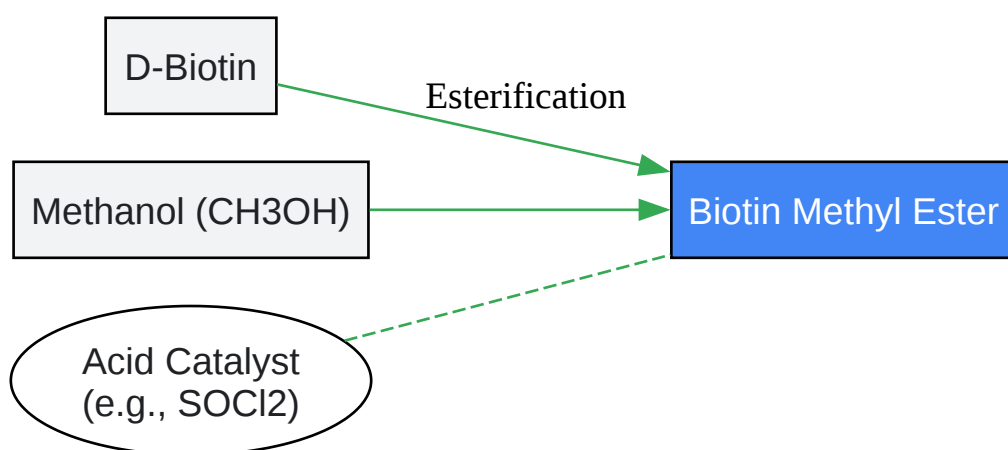 D-Biotin
Esterification
Methanol (CH3OH)
Biotin Methyl Ester
Acid Catalyst
(e.g., SOCl2)